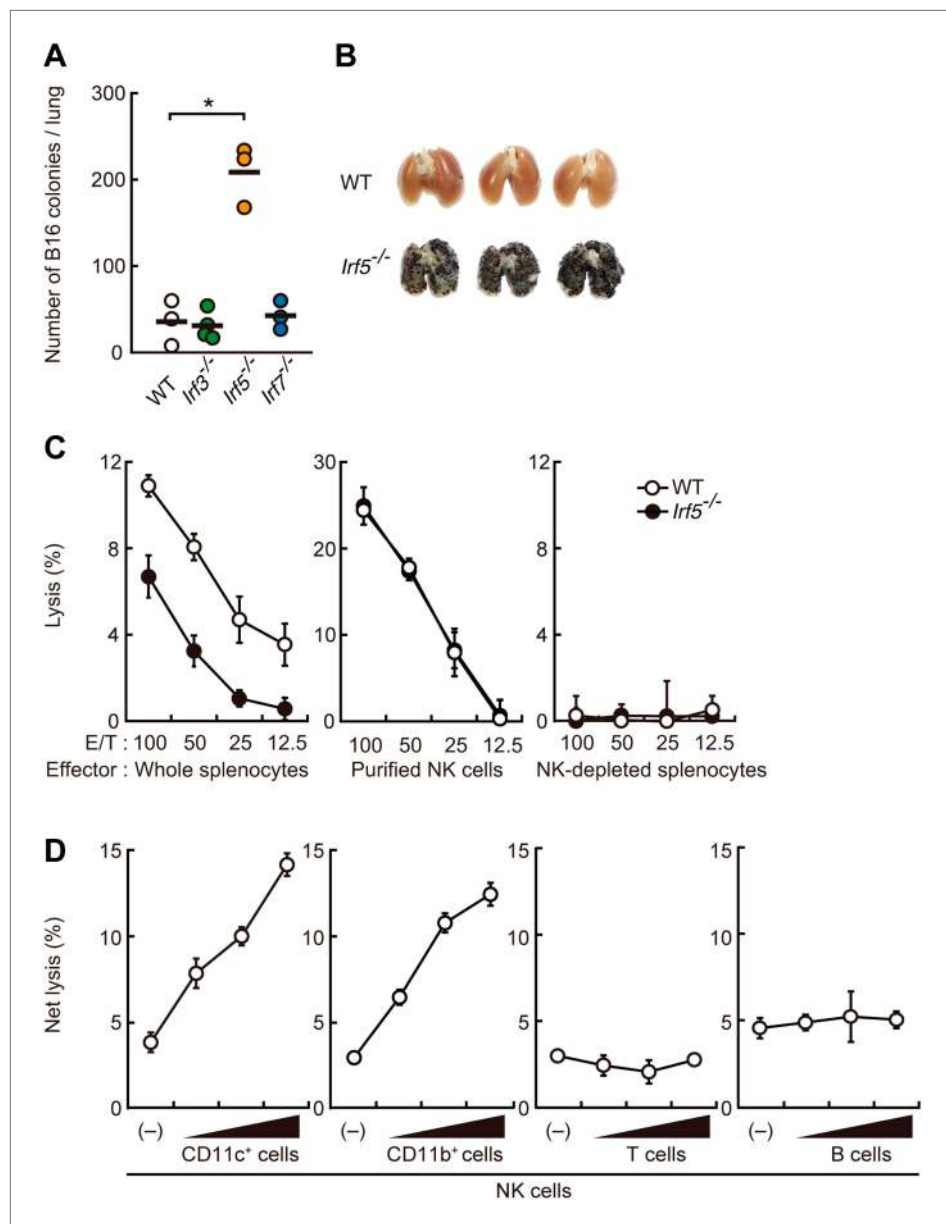 A
B
300
200
100
0
Number of B16 colonies / lung
*
WT
Irf3-/-
Irf5-/-
Irf7-/-
WT
Irf5-/-
C
12
8
4
0
Lysis (%)
30
20
10
0
12
8
4
0
WT
Irf5-/-
E/T : 100 50 25 12.5
100 50 25 12.5
100 50 25 12.5
Effector : Whole splenocytes
Purified NK cells
NK-depleted splenocytes
D
15
10
5
0
Net lysis (%)
15
10
5
0
15
10
5
0
15
10
5
0
(–)
CD11c+ cells
(–)
CD11b+ cells
(–)
T cells
(–)
B cells
NK cells